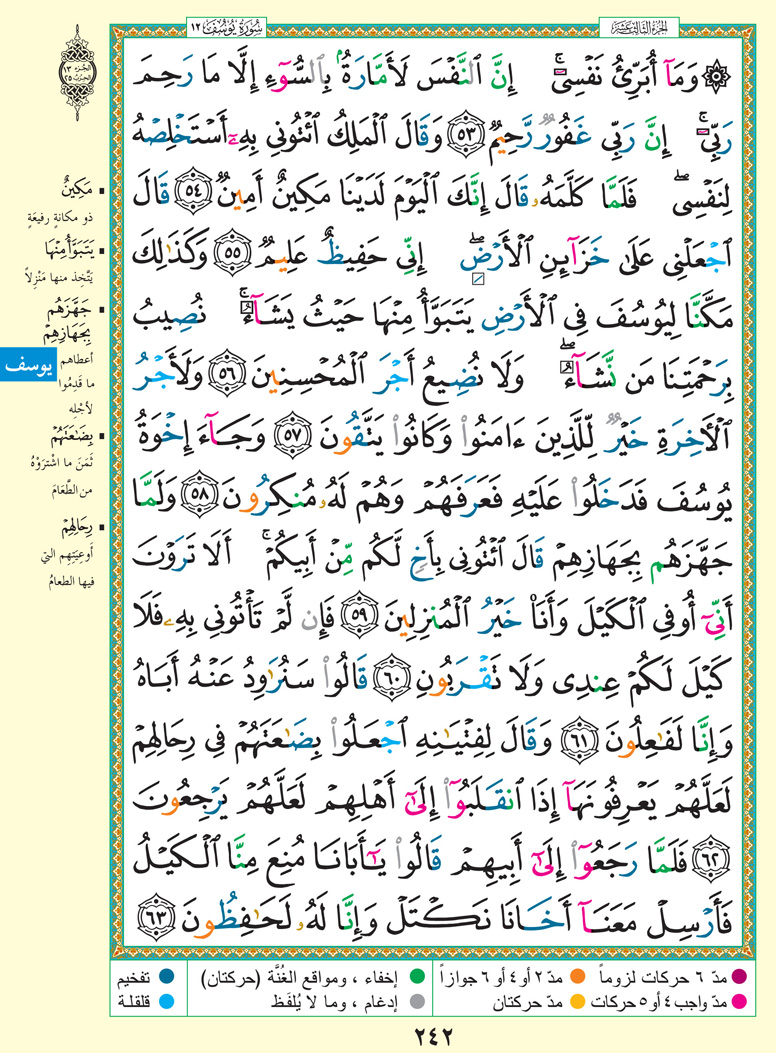 سُورَةُ يُوسُفَ ١٢
الجُزءُ الثَّالِثَ عَشَرَ
۞ وَمَآ أُبَرِّئُ نَفْسِىٓ ۚ إِنَّ ٱلنَّفْسَ لَأَمَّارَةٌۢ بِٱلسُّوٓءِ إِلَّا مَا رَحِمَ
رَبِّىٓ ۚ إِنَّ رَبِّى غَفُورٌ رَّحِيمٌ ٥٣ وَقَالَ ٱلْمَلِكُ ٱئْتُونِى بِهِۦٓ أَسْتَخْلِصْهُ
لِنَفْسِى ۖ فَلَمَّا كَلَّمَهُۥ قَالَ إِنَّكَ ٱلْيَوْمَ لَدَيْنَا مَكِينٌ أَمِينٌ ٥٤ قَالَ
ٱجْعَلْنِى عَلَىٰ خَزَآئِنِ ٱلْأَرْضِ ۖ إِنِّى حَفِيظٌ عَلِيمٌ ٥٥ وَكَذَٰلِكَ
مَكَّنَّا لِيُوسُفَ فِى ٱلْأَرْضِ يَتَبَوَّأُ مِنْهَا حَيْثُ يَشَآءُ ۚ نُصِيبُ
بِرَحْمَتِنَا مَن نَّشَآءُ ۖ وَلَا نُضِيعُ أَجْرَ ٱلْمُحْسِنِينَ ٥٦ وَلَأَجْرُ
ٱلْأَخِرَةِ خَيْرٌ لِّلَّذِينَ ءَامَنُوا۟ وَكَانُوا۟ يَتَّقُونَ ٥٧ وَجَآءَ إِخْوَةُ
يُوسُفَ فَدَخَلُوا۟ عَلَيْهِ فَعَرَفَهُمْ وَهُمْ لَهُۥ مُنكِرُونَ ٥٨ وَلَمَّا
جَهَّزَهُم بِجَهَازِهِمْ قَالَ ٱئْتُونِى بِأَخٍ لَّكُم مِّنْ أَبِيكُمْ ۚ أَلَا تَرَوْنَ
أَنِّىٓ أُوفِى ٱلْكَيْلَ وَأَنَا۠ خَيْرُ ٱلْمُنزِلِينَ ٥٩ فَإِن لَّمْ تَأْتُونِى بِهِۦ فَلَا
كَيْلَ لَكُمْ عِندِى وَلَا تَقْرَبُونِ ٦٠ قَالُوا۟ سَنُرَٰوِدُ عَنْهُ أَبَاهُ
وَإِنَّا لَفَٰعِلُونَ ٦١ وَقَالَ لِفِتْيَٰنِهِ ٱجْعَلُوا۟ بِضَٰعَتَهُمْ فِى رِحَالِهِمْ
لَعَلَّهُمْ يَعْرِفُونَهَآ إِذَا ٱنقَلَبُوٓا۟ إِلَىٰٓ أَهْلِهِمْ لَعَلَّهُمْ يَرْجِعُونَ
٦٢ فَلَمَّا رَجَعُوٓا۟ إِلَىٰٓ أَبِيهِمْ قَالُوا۟ يَٰٓأَبَانَا مُنِعَ مِنَّا ٱلْكَيْلُ
فَأَرْسِلْ مَعَنَآ أَخَانَا نَكْتَلْ وَإِنَّا لَهُۥ لَحَٰفِظُونَ ٦٣
الجزء ١٣
الحزب ٢٥
مَكِينٌ
ذو مكانةٍ رفيعَةٍ
يَتَبَوَّأُ مِنْهَا
يَتَّخِذ منها مَنْزِلاً
جَهَّزَهُم
بِجَهَازِهِمْ
أعطاهم
ما قَدِمُوا
لأجْلِه
يوسف
بِضَٰعَتَهُمْ
ثَمَنَ ما اشْتَرَوْهُ
من الطَّعَامَ
رِحَالِهِمْ
أوعِيَتِهِم التي
فيها الطعامُ
مدّ ٦ حركات لزوماً
مدّ ٢ أو ٤ أو ٦ جوازاً
إخفاء ، ومواقع الغُنَّة (حركتان)
تفخيم
مدّ واجب ٤ أو ٥ حركات
مدّ حركتان
إدغام ، وما لا يُلفَظ
قلقلة
٢٤٢